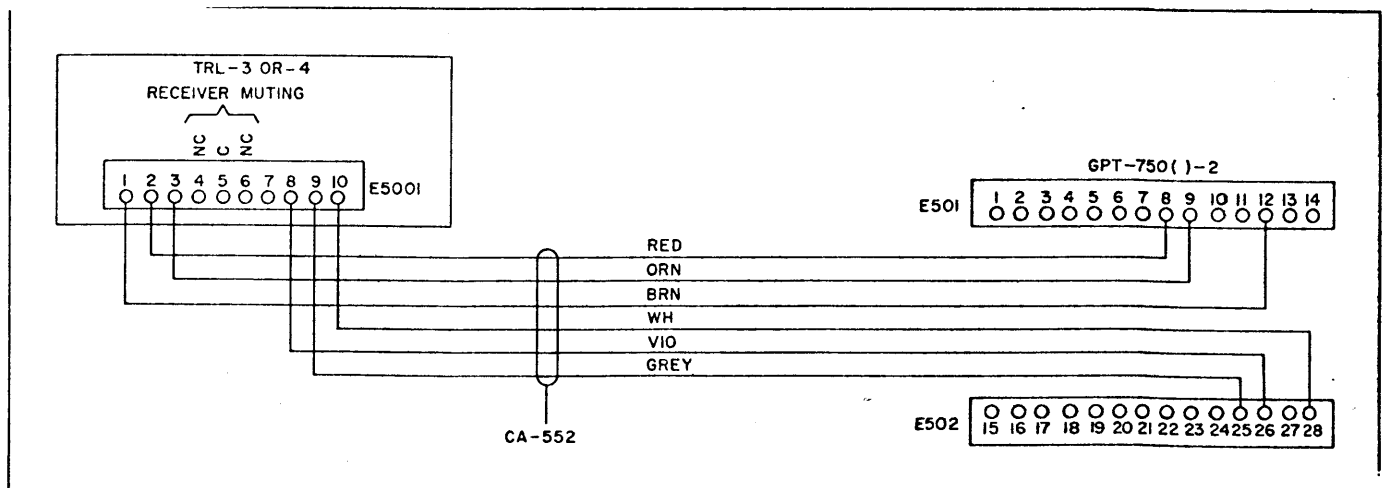 TRL-3 OR-4
RECEIVER MUTING
NC C NC
1 2 3 4 5 6 7 8 9 10
E5001
GPT-750( )-2
E501
1 2 3 4 5 6 7 8 9 10 11 12 13 14
RED
ORN
BRN
WH
VIO
GREY
CA-552
E502
15 16 17 18 19 20 21 22 23 24 25 26 27 28